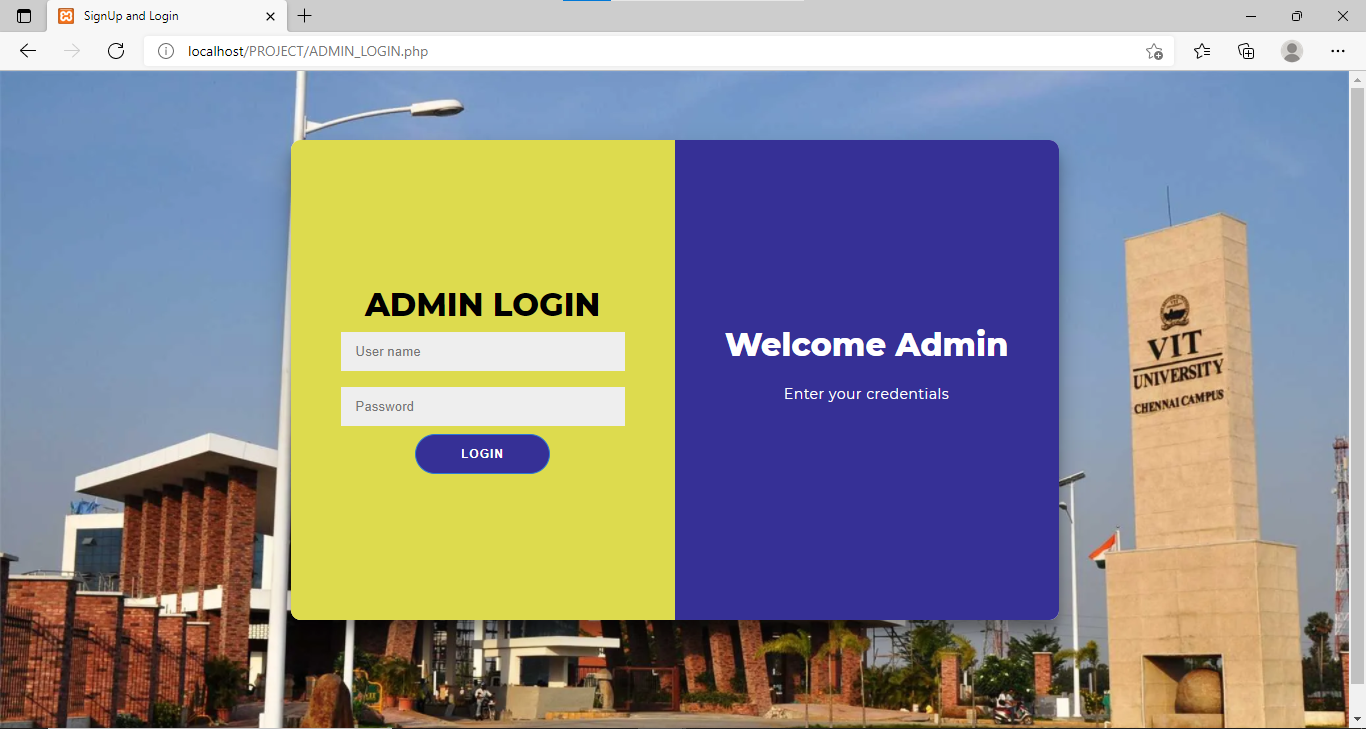 SignUp and Login
localhost/PROJECT/ADMIN_LOGIN.php
ADMIN LOGIN
User name
Password
LOGIN
Welcome Admin
Enter your credentials
VIT
UNIVERSITY
CHENNAI CAMPUS